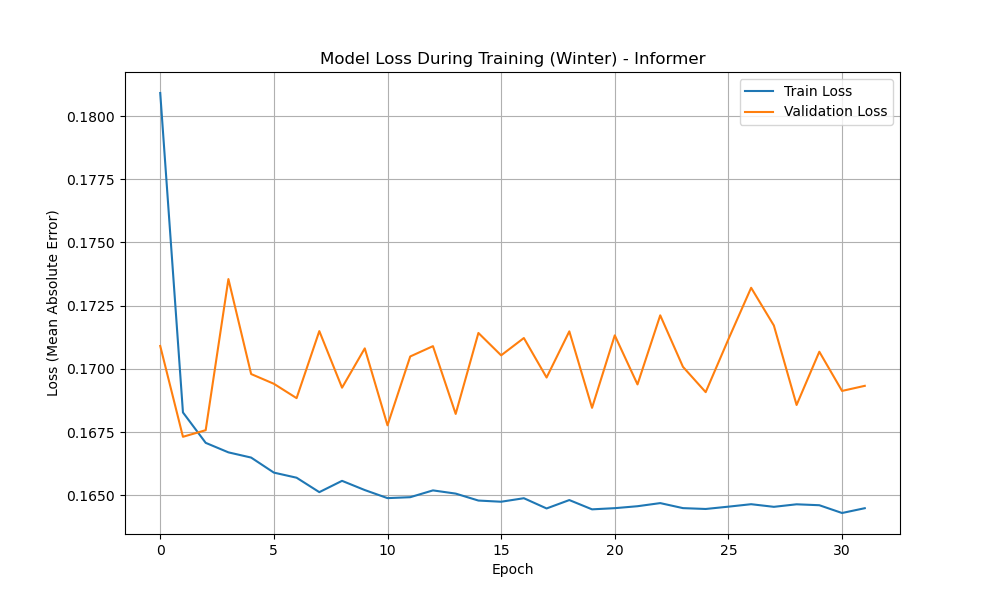 Model Loss During Training (Winter) - Informer
Train Loss
Validation Loss
Loss (Mean Absolute Error)
0.1800
0.1775
0.1750
0.1725
0.1700
0.1675
0.1650
0 5 10 15 20 25 30
Epoch